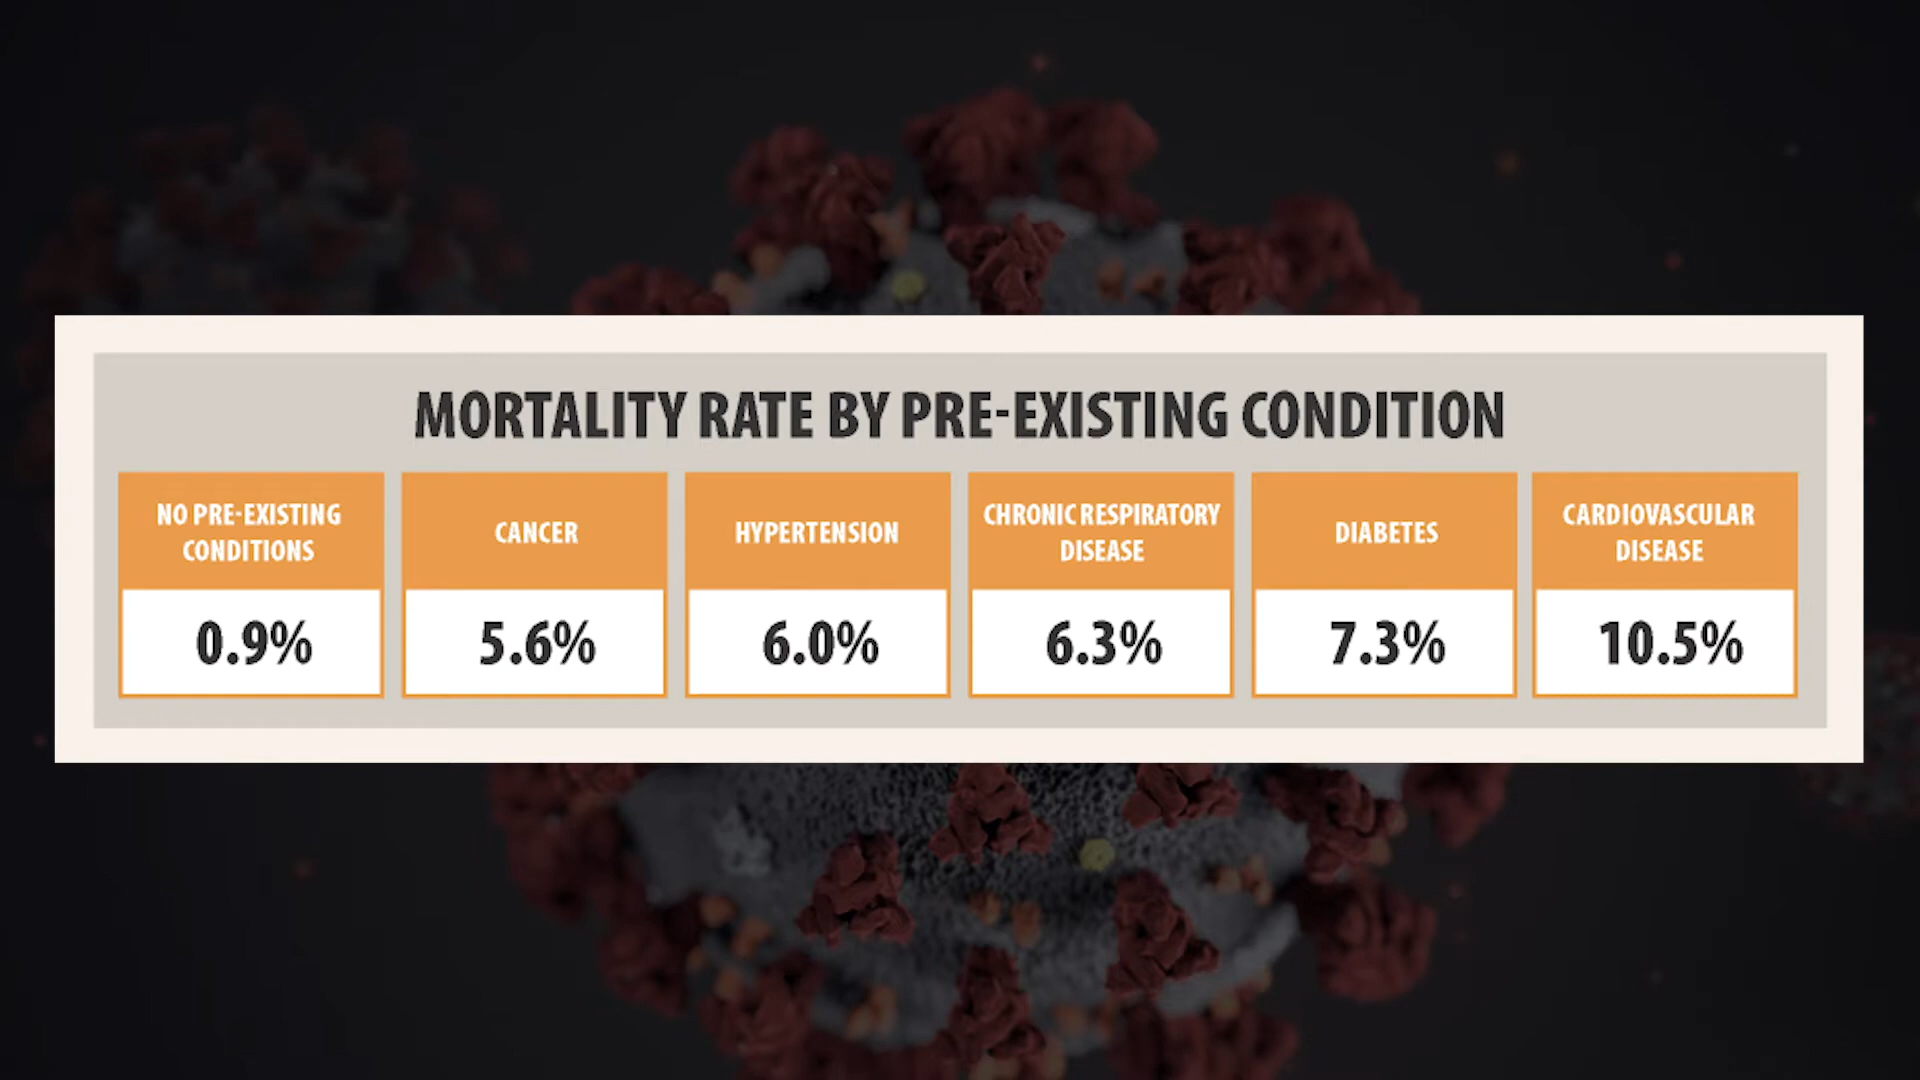 MORTALITY RATE BY PRE-EXISTING CONDITION
NO PRE-EXISTING
CONDITIONS
0.9%
CANCER
5.6%
HYPERTENSION
6.0%
CHRONIC RESPIRATORY
DISEASE
6.3%
DIABETES
7.3%
CARDIOVASCULAR
DISEASE
10.5%